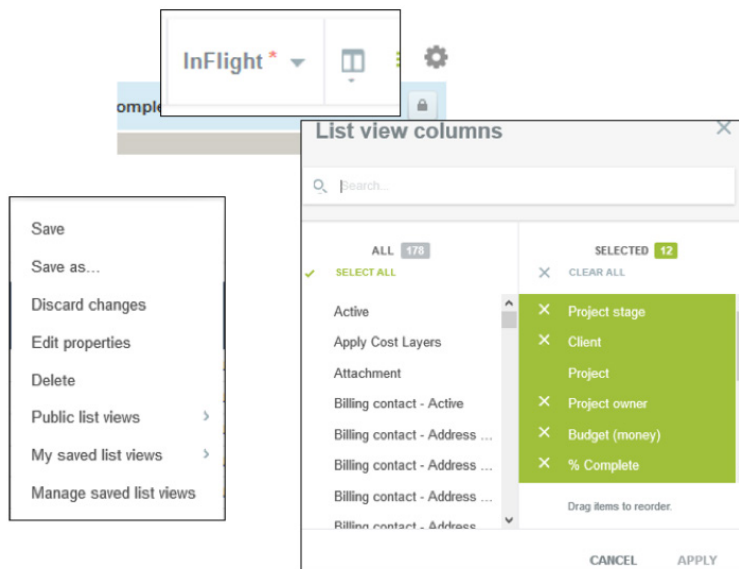 InFlight *
omple
List view columns
Search...
ALL 178
SELECT ALL
Active
Apply Cost Layers
Attachment
Billing contact - Active
Billing contact - Address ...
Billing contact - Address ...
Billing contact - Address ...
Billing contact - Address
SELECTED 12
CLEAR ALL
Project stage
Client
Project
Project owner
Budget (money)
% Complete
Drag items to reorder.
CANCEL APPLY
Save
Save as...
Discard changes
Edit properties
Delete
Public list views
My saved list views
Manage saved list views